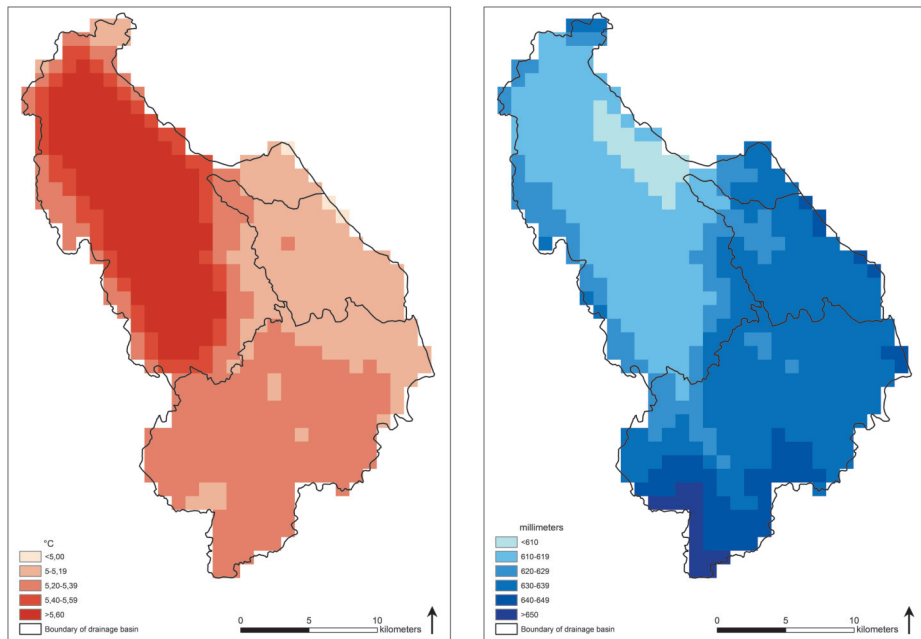 °C
<5,00
5-5,19
5,20-5,39
5,40-5,59
>5,60
Boundary of drainage basin
0 5 10
kilometers
millimeters
<610
610-619
620-629
630-639
640-649
>650
Boundary of drainage basin
0 5 10
kilometers